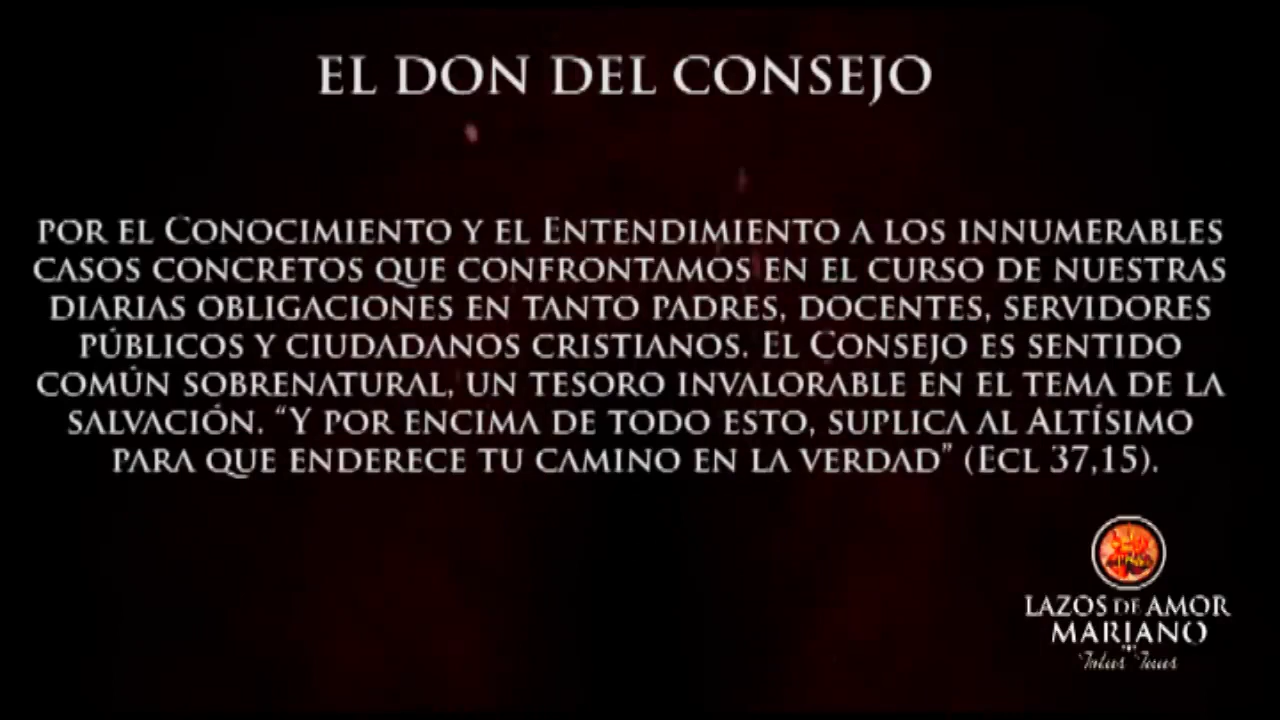 EL DON DEL CONSEJO
POR EL CONOCIMIENTO Y EL ENTENDIMIENTO A LOS INNUMERABLES
CASOS CONCRETOS QUE CONFRONTAMOS EN EL CURSO DE NUESTRAS
DIARIAS OBLIGACIONES EN TANTO PADRES, DOCENTES, SERVIDORES
PÚBLICOS Y CIUDADANOS CRISTIANOS. EL CONSEJO ES SENTIDO
COMÚN SOBRENATURAL, UN TESORO INVALORABLE EN EL TEMA DE LA
SALVACIÓN. “Y POR ENCIMA DE TODO ESTO, SUPLICA AL ALTÍSIMO
PARA QUE ENDERECE TU CAMINO EN LA VERDAD” (ECL 37,15).
LAZOS DE AMOR
MARIANO
Totus Tuus